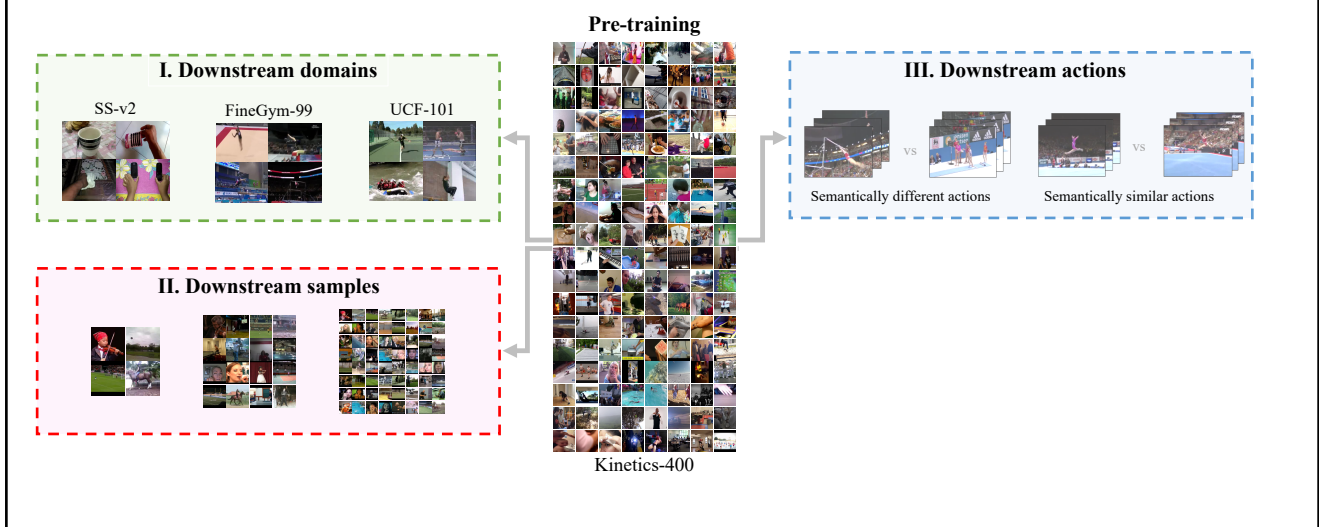 Pre-training
I. Downstream domains
SS-v2
FineGym-99
UCF-101
II. Downstream samples
III. Downstream actions
vs
vs
Semantically different actions
Semantically similar actions
Kinetics-400